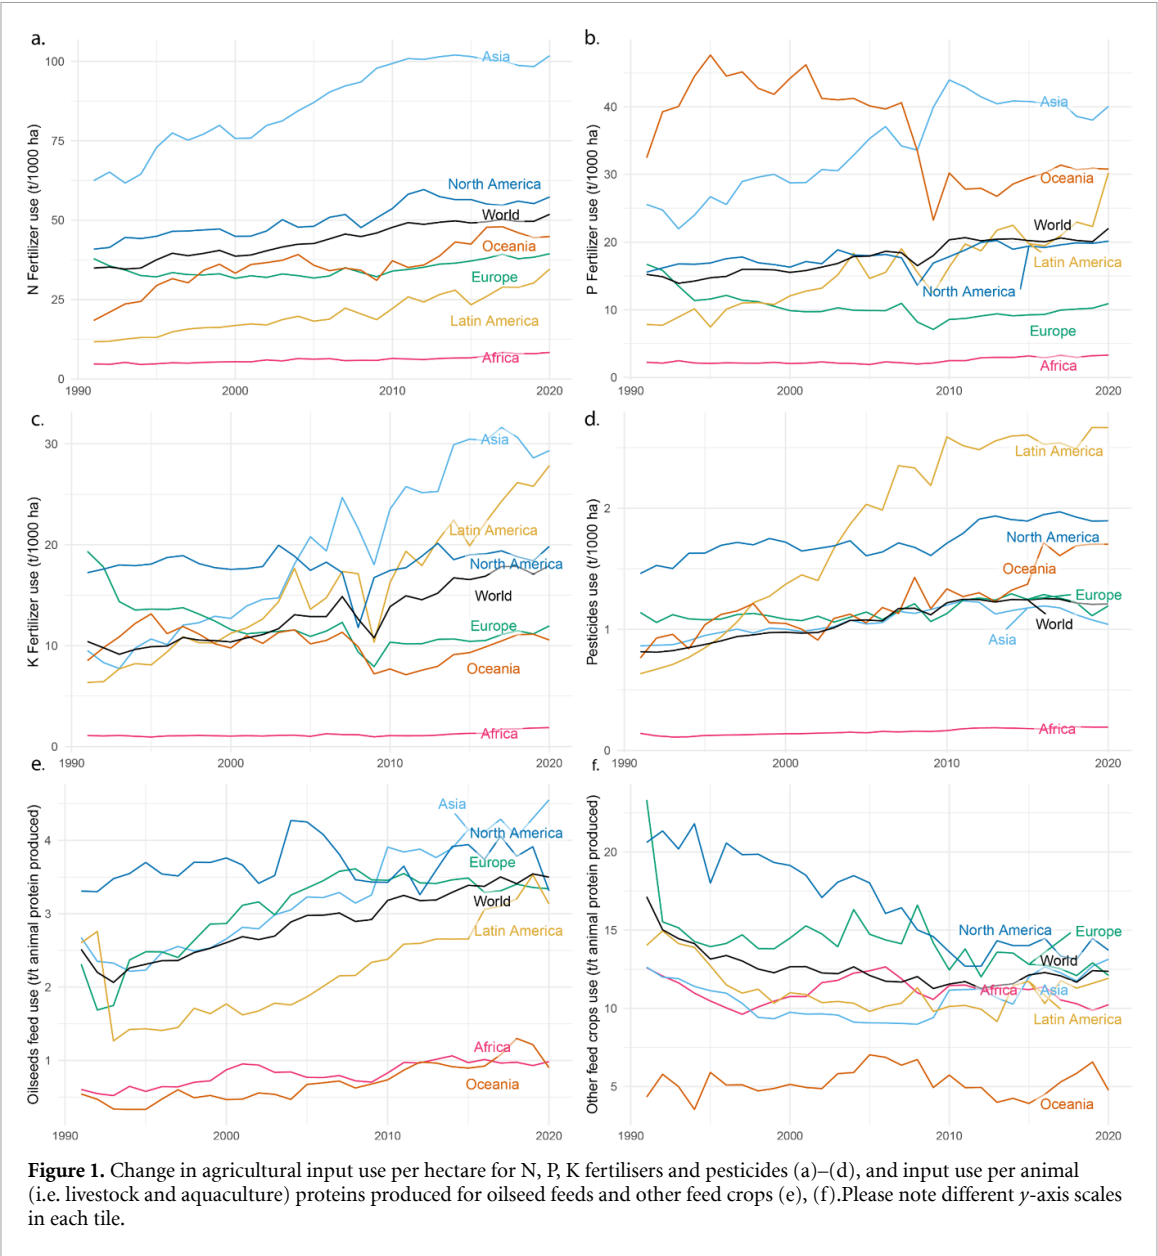 a.
N Fertilizer use (t/1000 ha)
100
75
50
25
0
1990
2000
2010
2020
Asia
North America
World
Oceania
Europe
Latin America
Africa
b.
P Fertilizer use (t/1000 ha)
40
30
20
10
0
1990
2000
2010
2020
Asia
Oceania
World
Latin America
North America
Europe
Africa
c.
K Fertilizer use (t/1000 ha)
30
20
10
0
1990
2000
2010
2020
Asia
Latin America
North America
World
Europe
Oceania
Africa
d.
Pesticides use (t/1000 ha)
2
1
0
1990
2000
2010
2020
Latin America
North America
Oceania
Europe
World
Asia
Africa
e.
Oilseeds feed use (t/t animal protein produced)
4
3
2
1
1990
2000
2010
2020
Asia
North America
Europe
World
Latin America
Africa
Oceania
f.
Other feed crops use (t/t animal protein produced)
20
15
10
5
1990
2000
2010
2020
North America
Europe
World
Africa
Asia
Latin America
Oceania
Figure 1. Change in agricultural input use per hectare for N, P, K fertilisers and pesticides (a)–(d), and input use per animal
(i.e. livestock and aquaculture) proteins produced for oilseed feeds and other feed crops (e), (f).Please note different y-axis scales
in each tile.